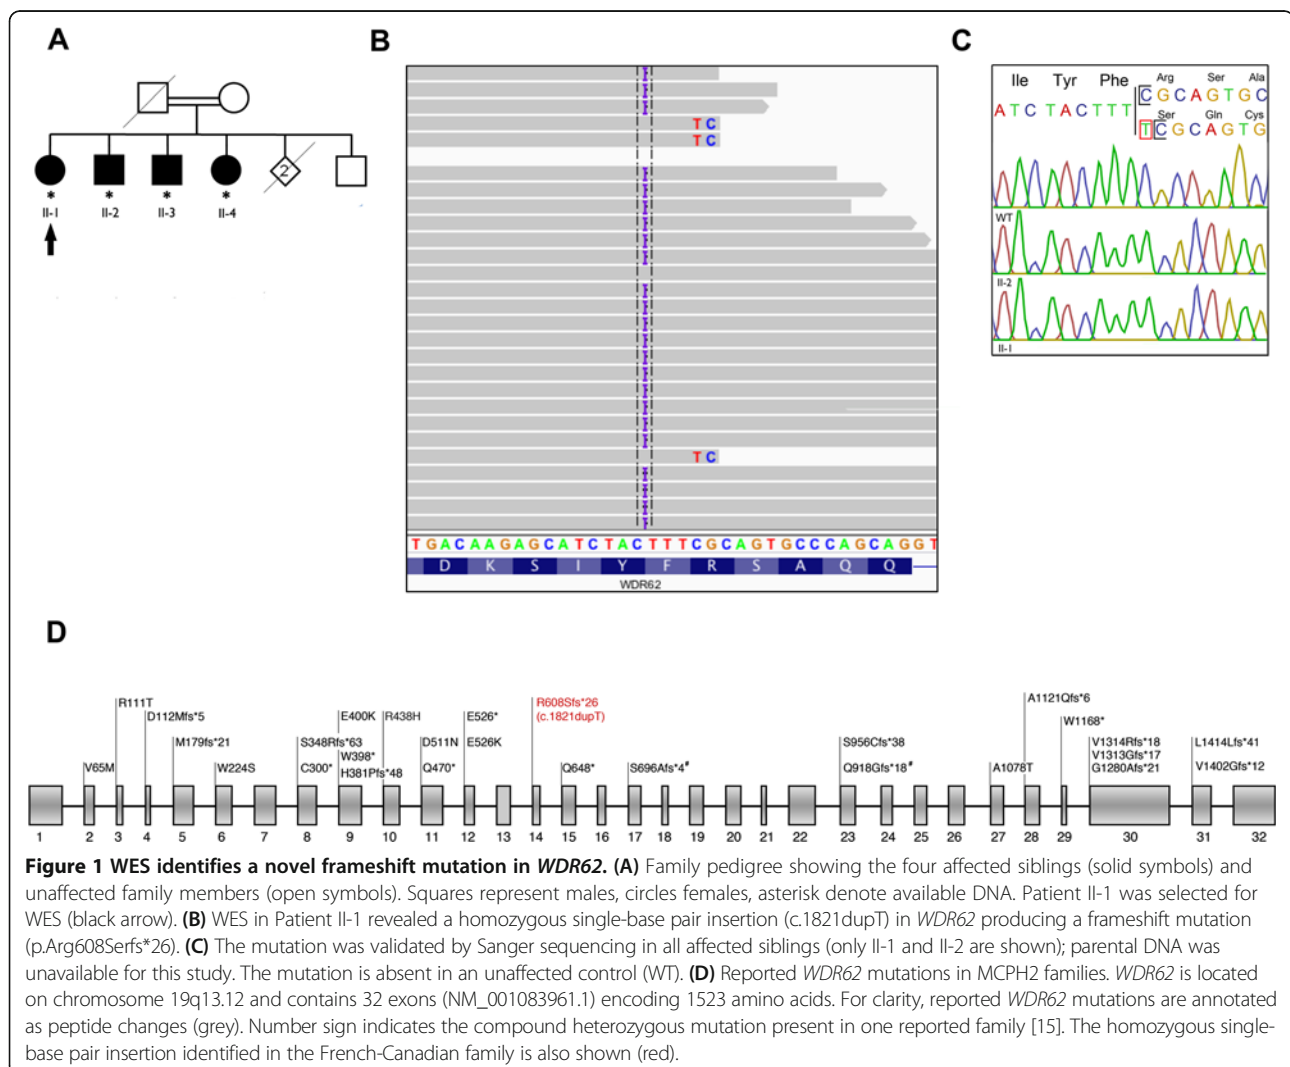 A
B
C
2
* * * *
II-1 II-2 II-3 II-4
T C
T C
T C
T G A C A A G A G C A T C T A C T T T C G C A G T G C C C A G C A G G T
D K S I Y F R S A Q Q
WDR62
Ile Tyr Phe Arg Ser Ala
A T C T A C T T T C G C A G T G C
Ser Gln Cys
T C G C A G T G
WT
II-2
II-1
D
R111T
D112Mfs*5
M179fs*21
V65M
W224S
S348Rfs*63
C300*
E400K
W398*
H381Pfs*48
R438H
D511N
Q470*
E526*
E526K
R608Sfs*26
(c.1821dupT)
Q648*
S696Afs*4#
S956Cfs*38
Q918Gfs*18#
A1078T
A1121Qfs*6
W1168*
V1314Rfs*18
V1313Gfs*17
G1280Afs*21
L1414Lfs*41
V1402Gfs*12
1 2 3 4 5 6 7 8 9 10 11 12 13 14 15 16 17 18 19 20 21 22 23 24 25 26 27 28 29 30 31 32
Figure 1 WES identifies a novel frameshift mutation in WDR62. (A) Family pedigree showing the four affected siblings (solid symbols) and
unaffected family members (open symbols). Squares represent males, circles females, asterisk denote available DNA. Patient II-1 was selected for
WES (black arrow). (B) WES in Patient II-1 revealed a homozygous single-base pair insertion (c.1821dupT) in WDR62 producing a frameshift mutation
(p.Arg608Serfs*26). (C) The mutation was validated by Sanger sequencing in all affected siblings (only II-1 and II-2 are shown); parental DNA was
unavailable for this study. The mutation is absent in an unaffected control (WT). (D) Reported WDR62 mutations in MCPH2 families. WDR62 is located
on chromosome 19q13.12 and contains 32 exons (NM_001083961.1) encoding 1523 amino acids. For clarity, reported WDR62 mutations are annotated
as peptide changes (grey). Number sign indicates the compound heterozygous mutation present in one reported family [15]. The homozygous single-
base pair insertion identified in the French-Canadian family is also shown (red).